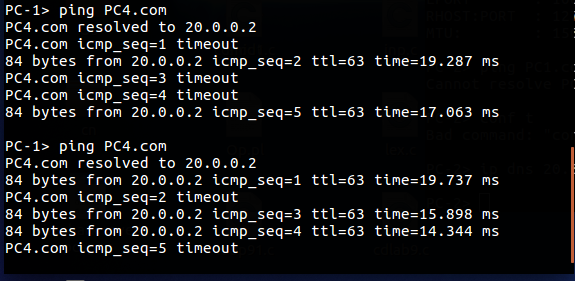 PC-1> ping PC4.com
PC4.com resolved to 20.0.0.2
PC4.com icmp_seq=1 timeout
84 bytes from 20.0.0.2 icmp_seq=2 ttl=63 time=19.287 ms
PC4.com icmp_seq=3 timeout
PC4.com icmp_seq=4 timeout
84 bytes from 20.0.0.2 icmp_seq=5 ttl=63 time=17.063 ms
PC-1> ping PC4.com
PC4.com resolved to 20.0.0.2
84 bytes from 20.0.0.2 icmp_seq=1 ttl=63 time=19.737 ms
PC4.com icmp_seq=2 timeout
84 bytes from 20.0.0.2 icmp_seq=3 ttl=63 time=15.898 ms
84 bytes from 20.0.0.2 icmp_seq=4 ttl=63 time=14.344 ms
PC4.com icmp_seq=5 timeout